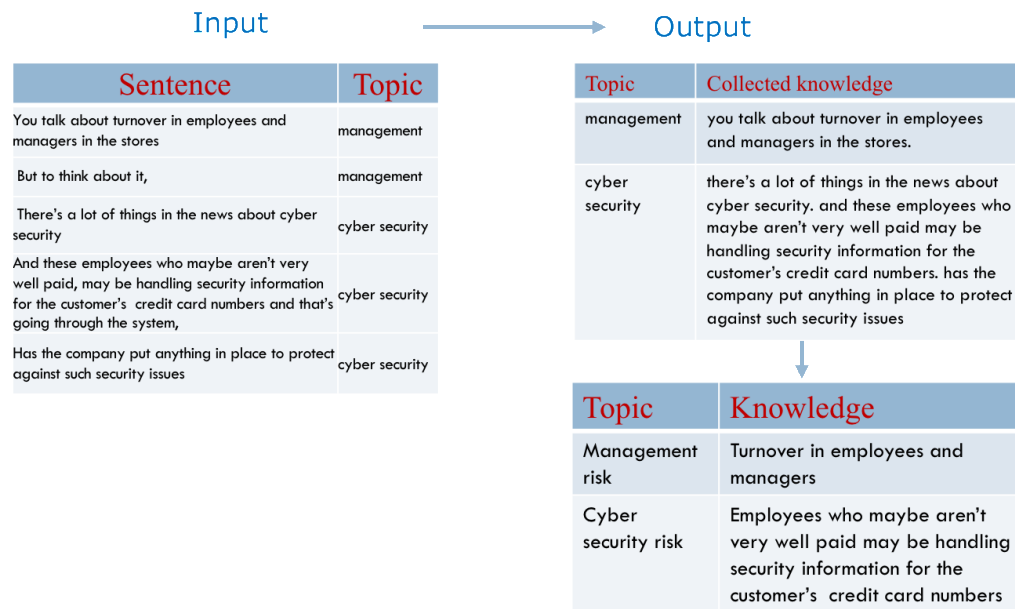 Input
Output
Sentence
Topic
You talk about turnover in employees and
managers in the stores
management
But to think about it,
management
There's a lot of things in the news about cyber
security
cyber security
And these employees who maybe aren't very
well paid, may be handling security information
for the customer's credit card numbers and that's
going through the system,
cyber security
Has the company put anything in place to protect
against such security issues
cyber security
Topic
Collected knowledge
management
you talk about turnover in employees
and managers in the stores.
cyber
security
there's a lot of things in the news about
cyber security. and these employees who
maybe aren't very well paid may be
handling security information for the
customer's credit card numbers. has the
company put anything in place to protect
against such security issues
Topic
Knowledge
Management
risk
Turnover in employees and
managers
Cyber
security risk
Employees who maybe aren't
very well paid may be handling
security information for the
customer's credit card numbers